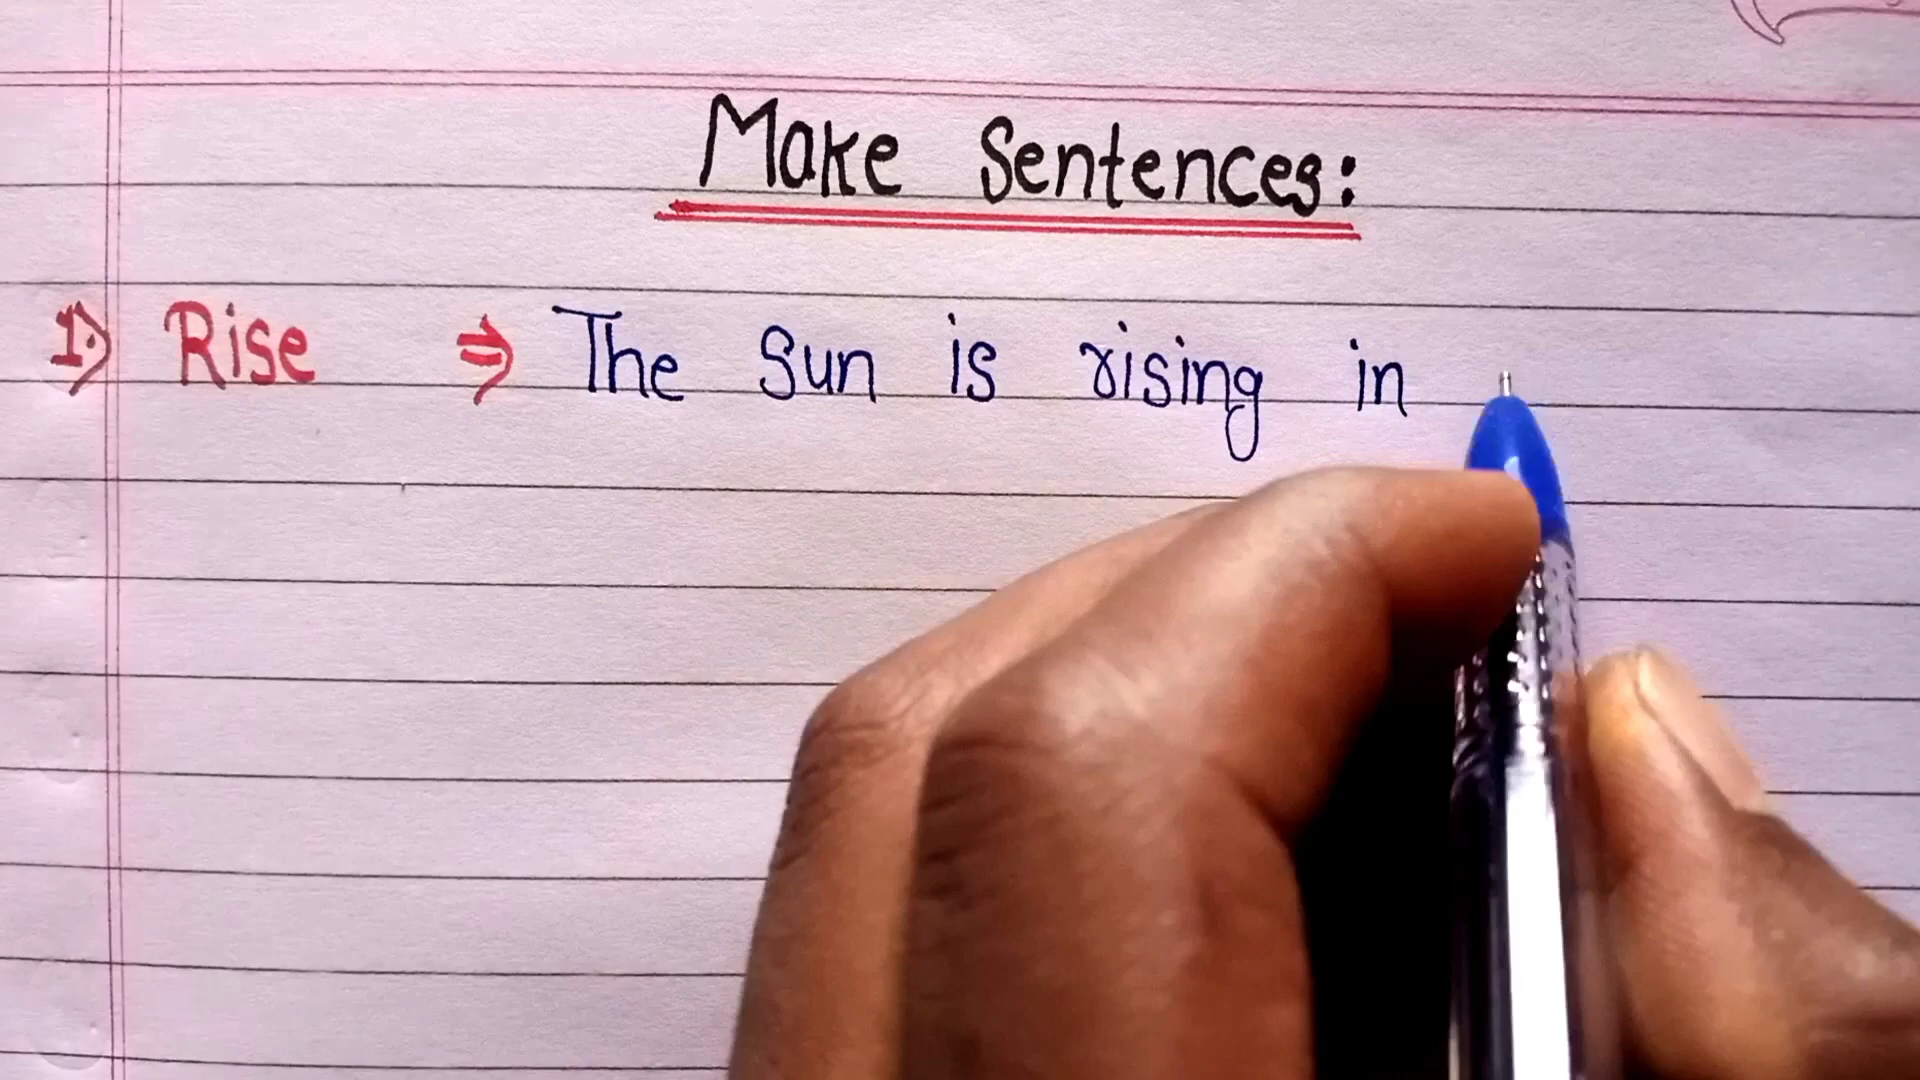 Make Sentences:
1.) Rise ⇒ The Sun is rising in